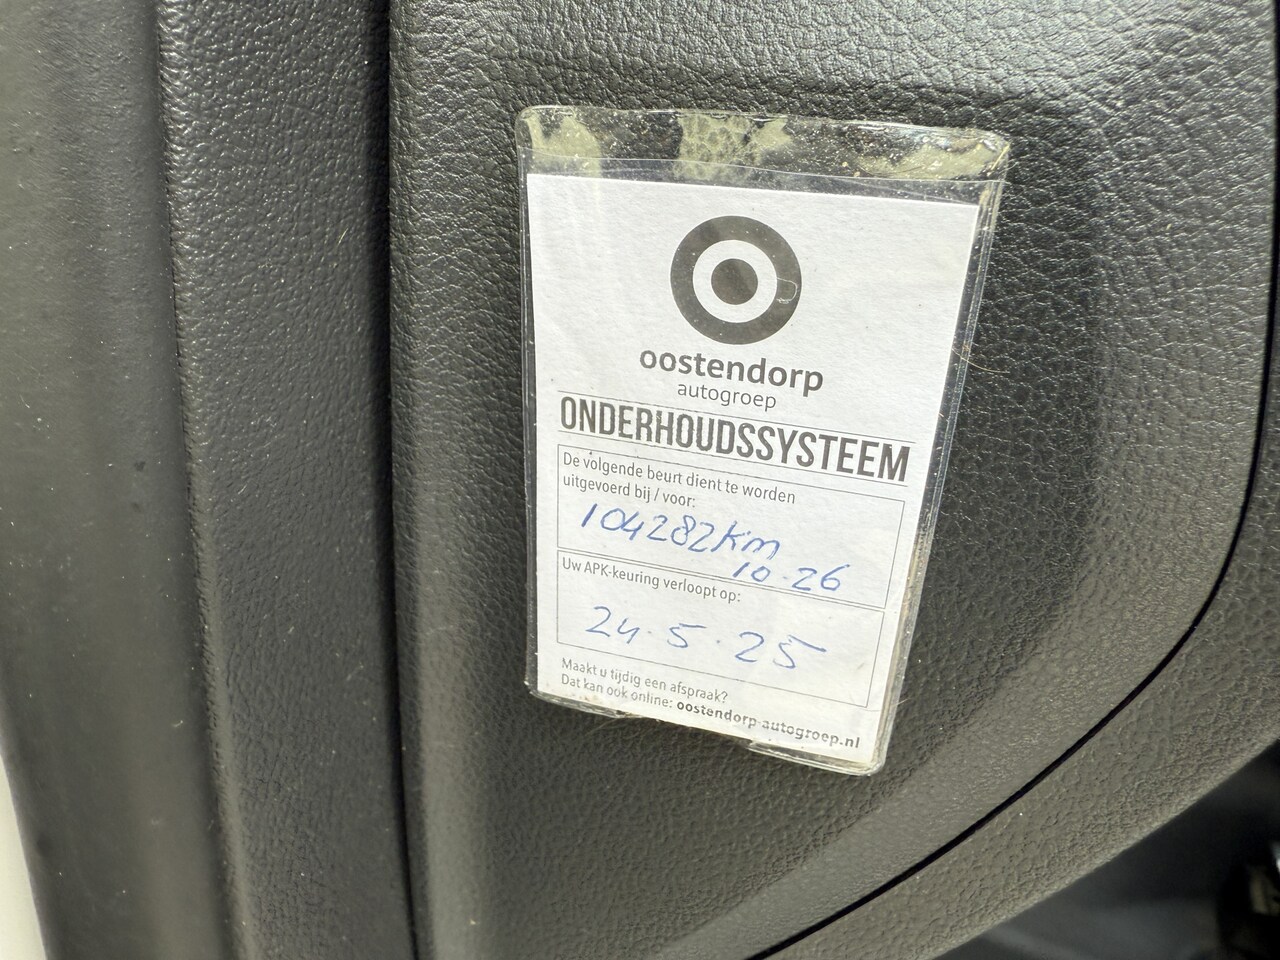 oostendorp
autogroep
ONDERHOUDSSYSTEEM
De volgende beurt dient te worden
uitgevoerd bij / voor:
104282km
10-26
Uw APK-keuring verloopt op:
24.5.25
Maakt u tijdig een afspraak?
Dat kan ook online: oostendorp-autogroep.nl